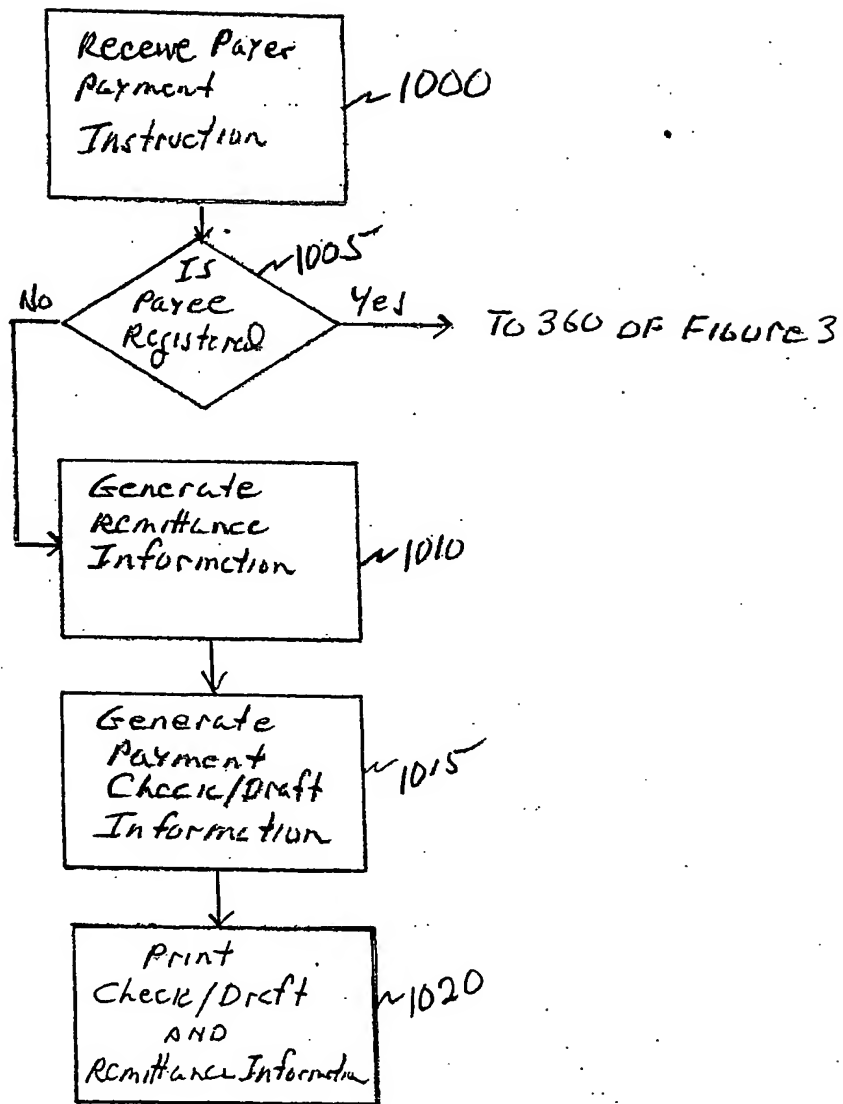 Receive Payer
Payment
Instruction
1000
Is
Payee
Registered
1005
No
Yes
To 360 OF FIGURE 3
Generate
Remittance
Information
1010
Generate
Payment
Check/Draft
Information
1015
Print
Check/Draft
AND
Remittance Information
1020